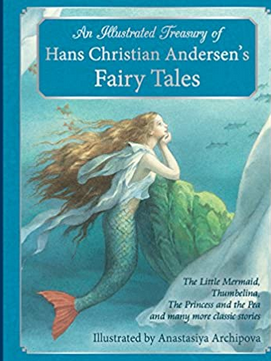 An Illustrated Treasury of
Hans Christian Andersen's
Fairy Tales
The Little Mermaid,
Thumbelina,
The Princess and the Pea
and many more classic stories
Illustrated by Anastasiya Archipova